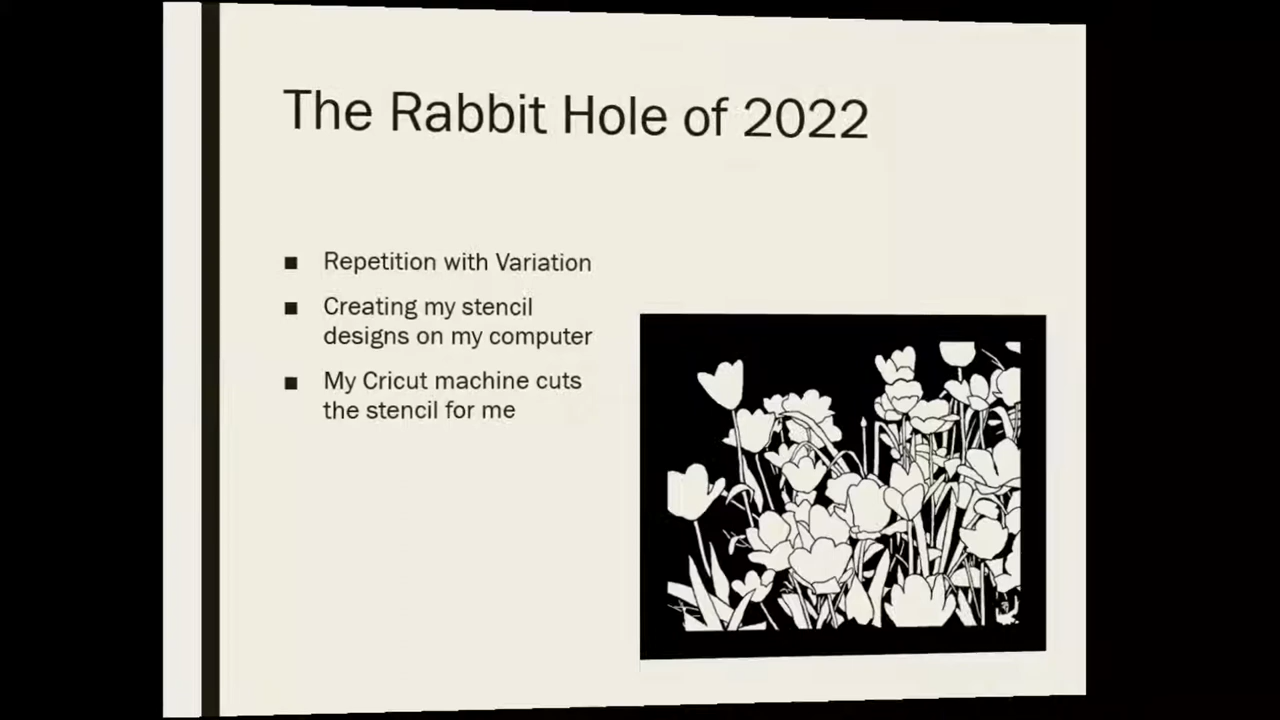 The Rabbit Hole of 2022
Repetition with Variation
Creating my stencil
designs on my computer
My Cricut machine cuts
the stencil for me